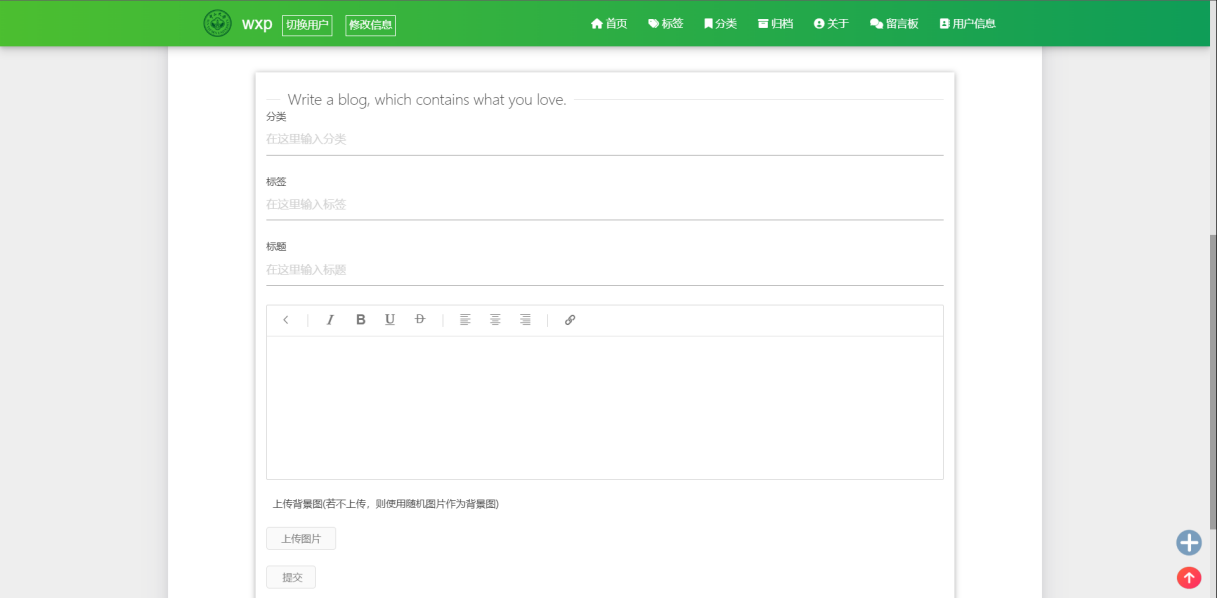 wxp 切换用户 修改信息 首页 标签 分类 归档 关于 留言板 用户信息
Write a blog, which contains what you love.
分类
在这里输入分类
标签
在这里输入标签
标题
在这里输入标题
I B U D
上传背景图(若不上传，则使用随机图片作为背景图)
上传图片
提交